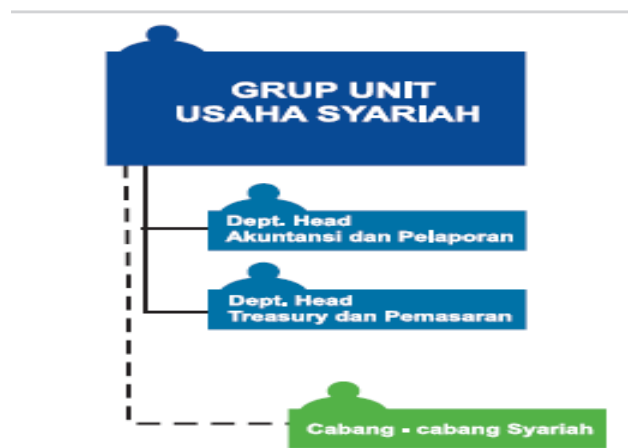 GRUP UNIT
USAHA SYARIAH
Dept. Head
Akuntansi dan Pelaporan
Dept. Head
Treasury dan Pemasaran
Cabang - cabang Syariah